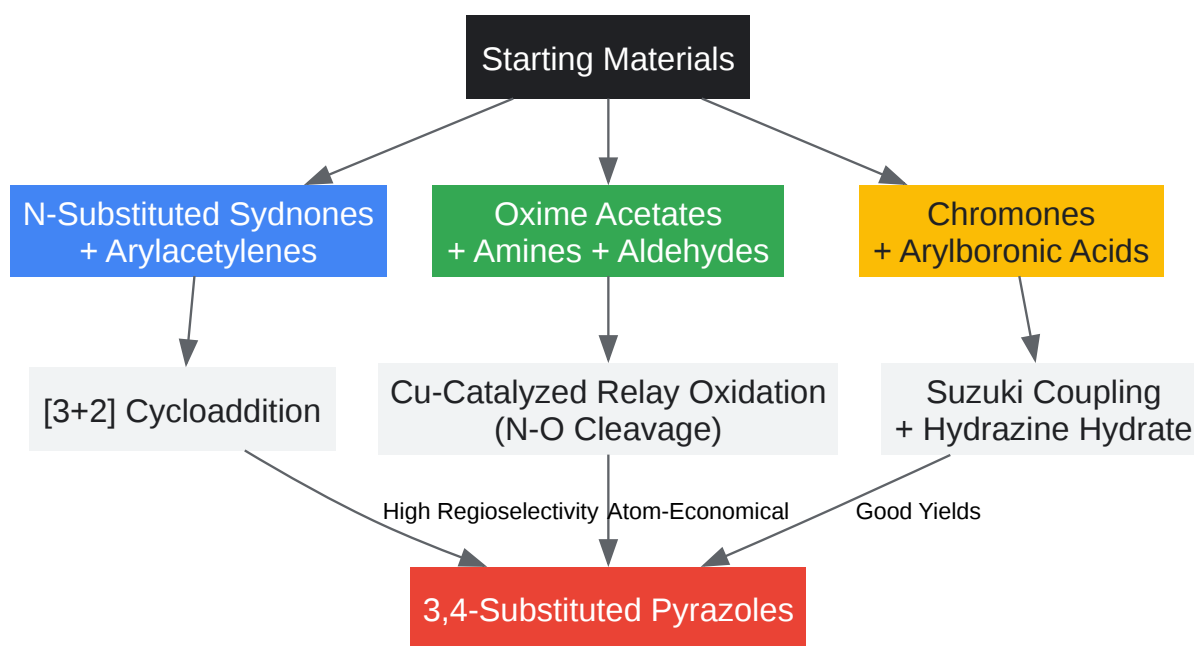 Starting Materials
N-Substituted Sydnones
+ Arylacetylenes
Oxime Acetates
+ Amines + Aldehydes
Chromones
+ Arylboronic Acids
[3+2] Cycloaddition
Cu-Catalyzed Relay Oxidation
(N-O Cleavage)
Suzuki Coupling
+ Hydrazine Hydrate
High Regioselectivity
Atom-Economical
Good Yields
3,4-Substituted Pyrazoles